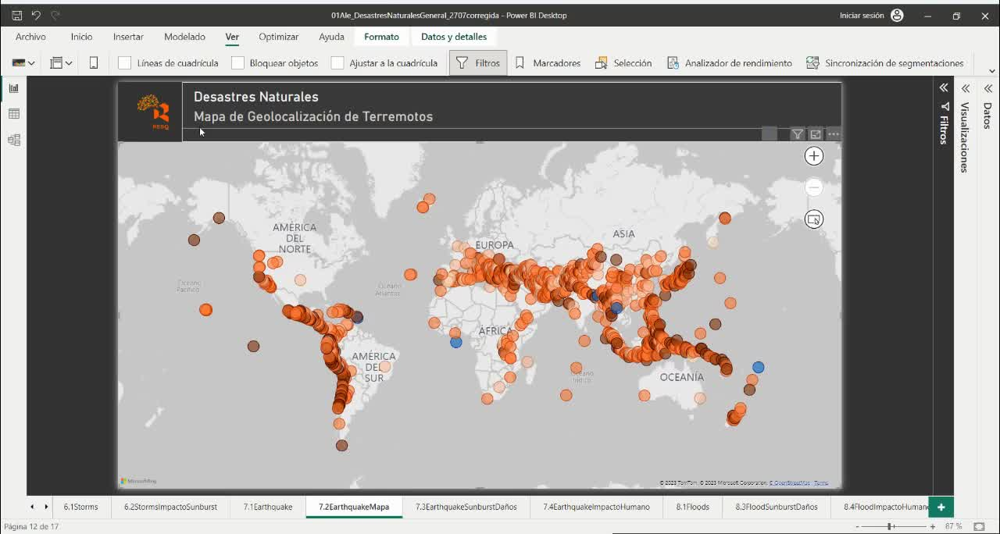 01Ale_DesastresNaturalesGeneral_2707corregida - Power BI Desktop
Iniciar sesión
Archivo Inicio Insertar Modelado Ver Optimizar Ayuda Formato Datos y detalles
Líneas de cuadrícula Bloquear objetos Ajustar a la cuadrícula Filtros Marcadores Selección Analizador de rendimiento Sincronización de segmentaciones
Desastres Naturales
Mapa de Geolocalización de Terremotos
RESQ
Filtros
Visualizaciones
Datos
AMÉRICA
DEL
NORTE
EUROPA
ASIA
Océano
Pacífico
Océano
Atlántico
ÁFRICA
AMÉRICA
DEL
SUR
Océano
Índico
OCEANÍA
Microsoft Bing
© 2023 TomTom, © 2023 Microsoft Corporation, © OpenStreetMap Terms
6.1Storms 6.2StormsImpactoSunburst 7.1Earthquake 7.2EarthquakeMapa 7.3EarthquakeSunburstDaños 7.4EarthquakeImpactoHumano 8.1Floods 8.3FloodSunburstDaños 8.4FloodImpactoHumano
Página 12 de 17
87 %